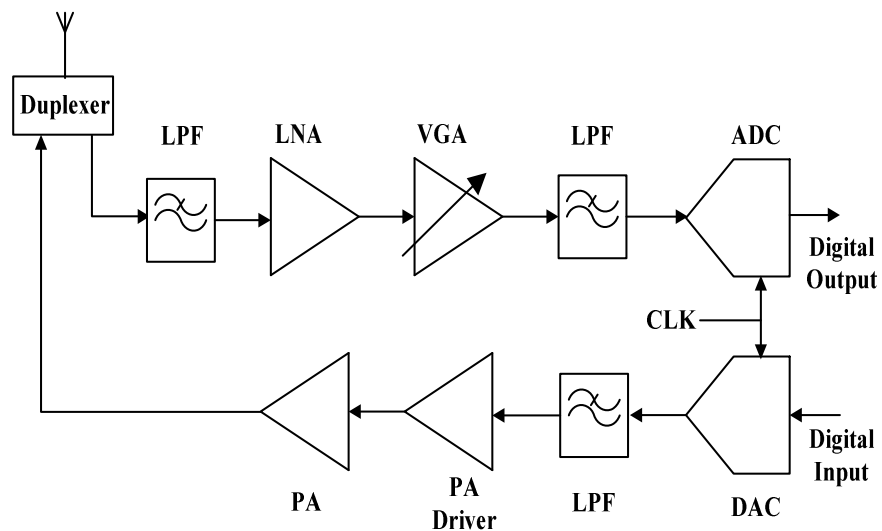 Duplexer
LPF
LNA
VGA
LPF
ADC
Digital
Output
CLK
Digital
Input
PA
PA
Driver
LPF
DAC